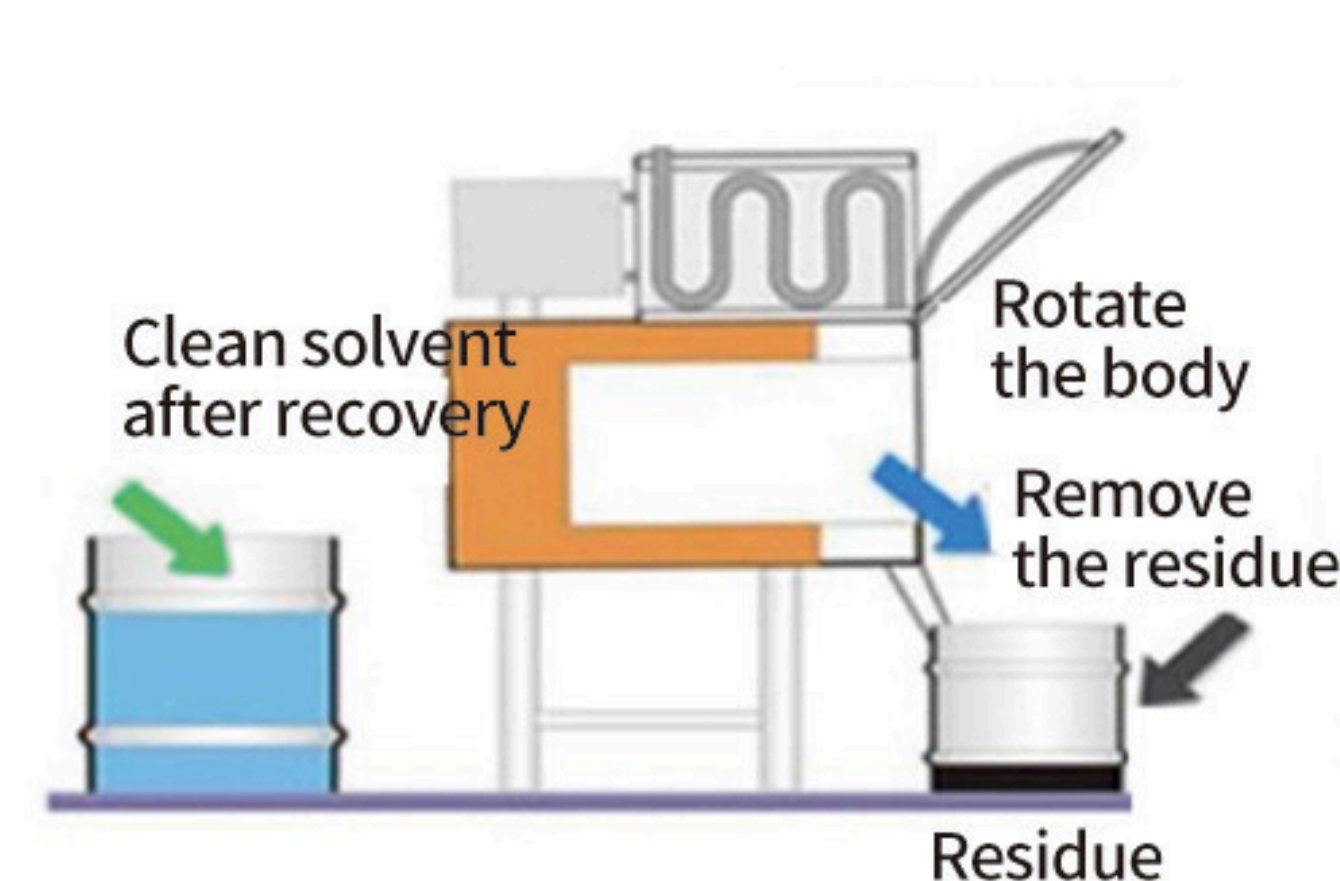 Clean solvent
after recovery
Rotate
the body
Remove
the residue
Residue